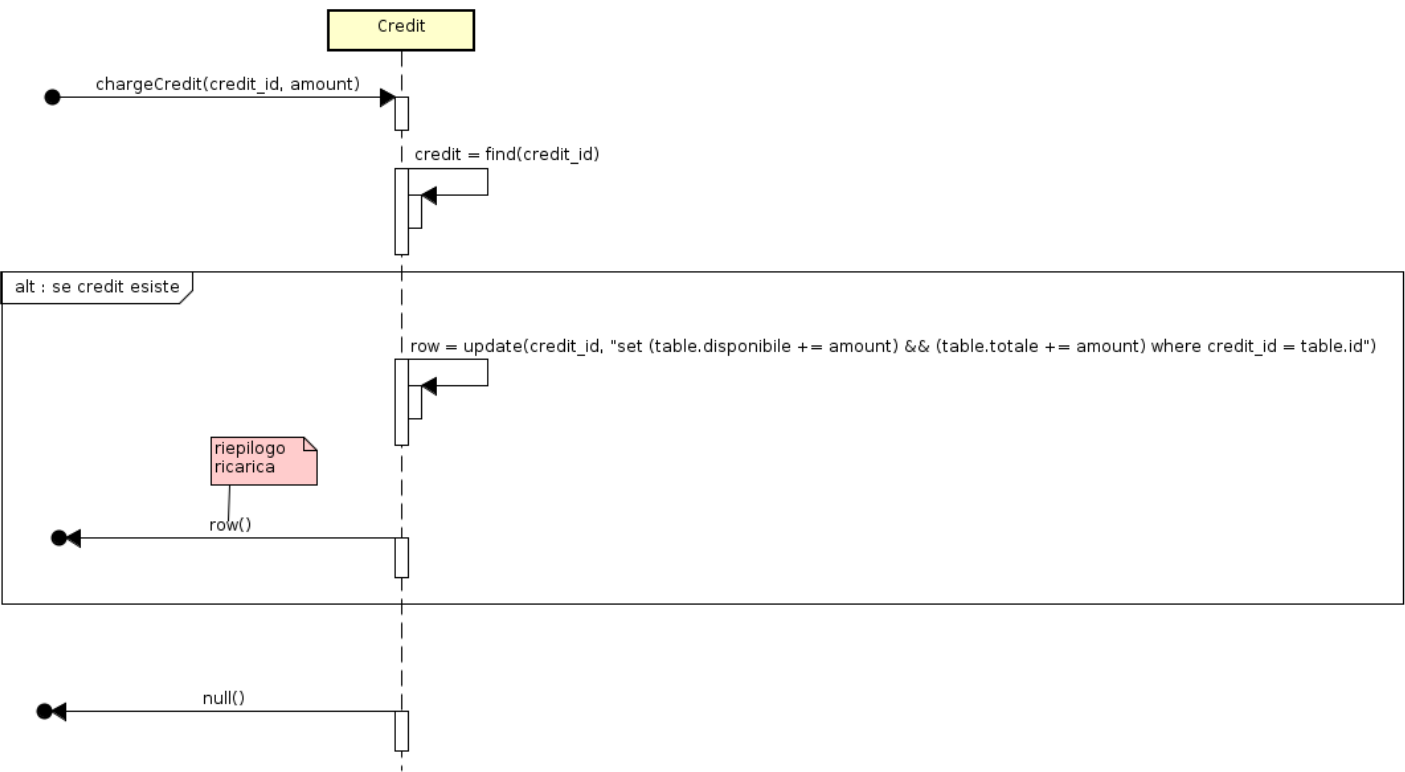 Credit
chargeCredit(credit_id, amount)
credit = find(credit_id)
alt : se credit esiste
row = update(credit_id, "set (table.disponibile += amount) && (table.totale += amount) where credit_id = table.id")
riepilogo
ricarica
row()
null()